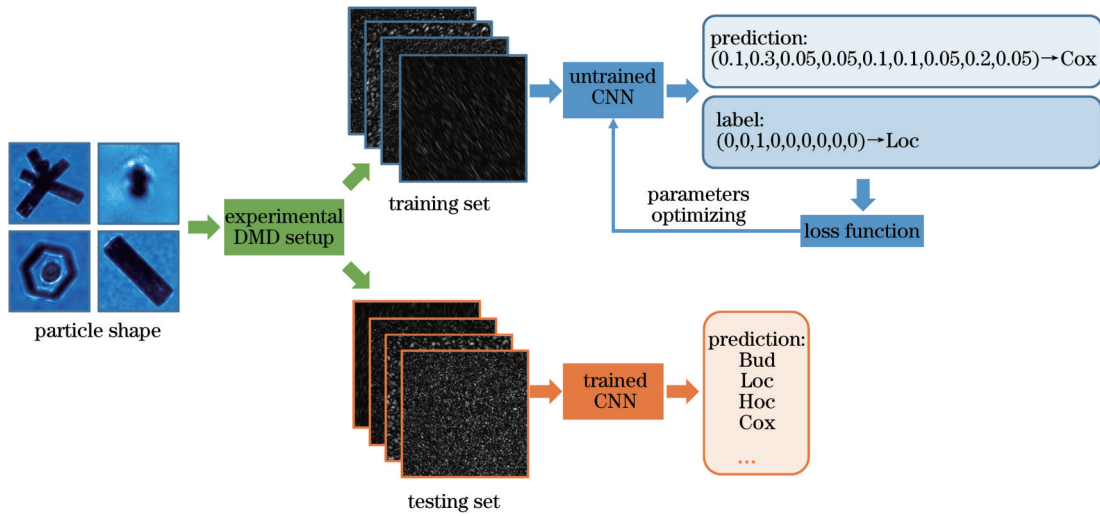 particle shape
experimental
DMD setup
training set
untrained
CNN
prediction:
(0.1,0.3,0.05,0.05,0.1,0.1,0.05,0.2,0.05)→Cox
label:
(0,0,1,0,0,0,0,0,0)→Loc
parameters
optimizing
loss function
testing set
trained
CNN
prediction:
Bud
Loc
Hoc
Cox
...